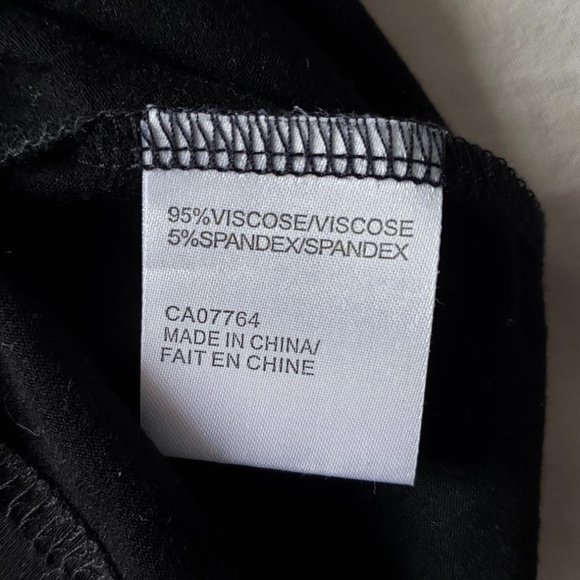 95%VISCOSE/VISCOSE
5%SPANDEX/SPANDEX
CA07764
MADE IN CHINA/
FAIT EN CHINE